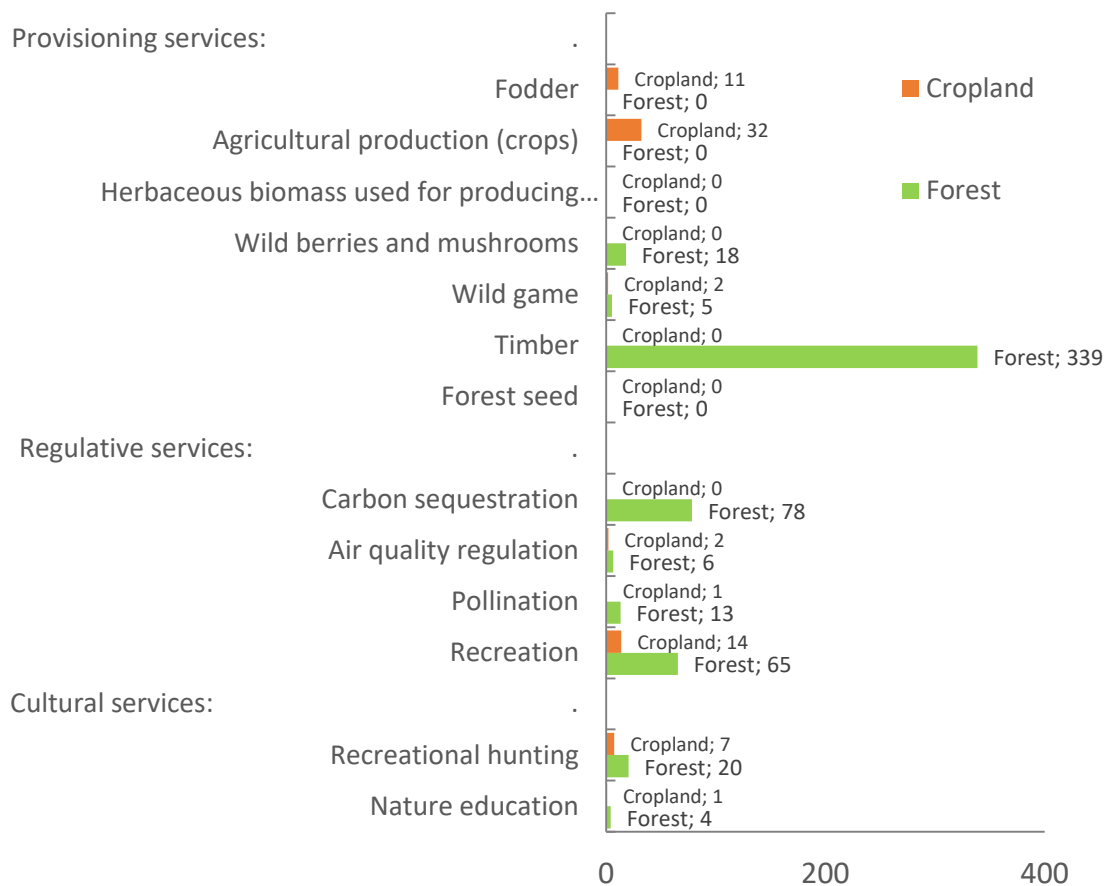 Provisioning services: .
Fodder
Cropland; 11
Forest; 0
Cropland
Agricultural production (crops)
Cropland; 32
Forest; 0
Herbaceous biomass used for producing...
Cropland; 0
Forest; 0
Forest
Wild berries and mushrooms
Cropland; 0
Forest; 18
Wild game
Cropland; 2
Forest; 5
Timber
Cropland; 0
Forest; 339
Forest seed
Cropland; 0
Forest; 0
Regulative services: .
Carbon sequestration
Cropland; 0
Forest; 78
Air quality regulation
Cropland; 2
Forest; 6
Pollination
Cropland; 1
Forest; 13
Recreation
Cropland; 14
Forest; 65
Cultural services: .
Recreational hunting
Cropland; 7
Forest; 20
Nature education
Cropland; 1
Forest; 4
0 200 400